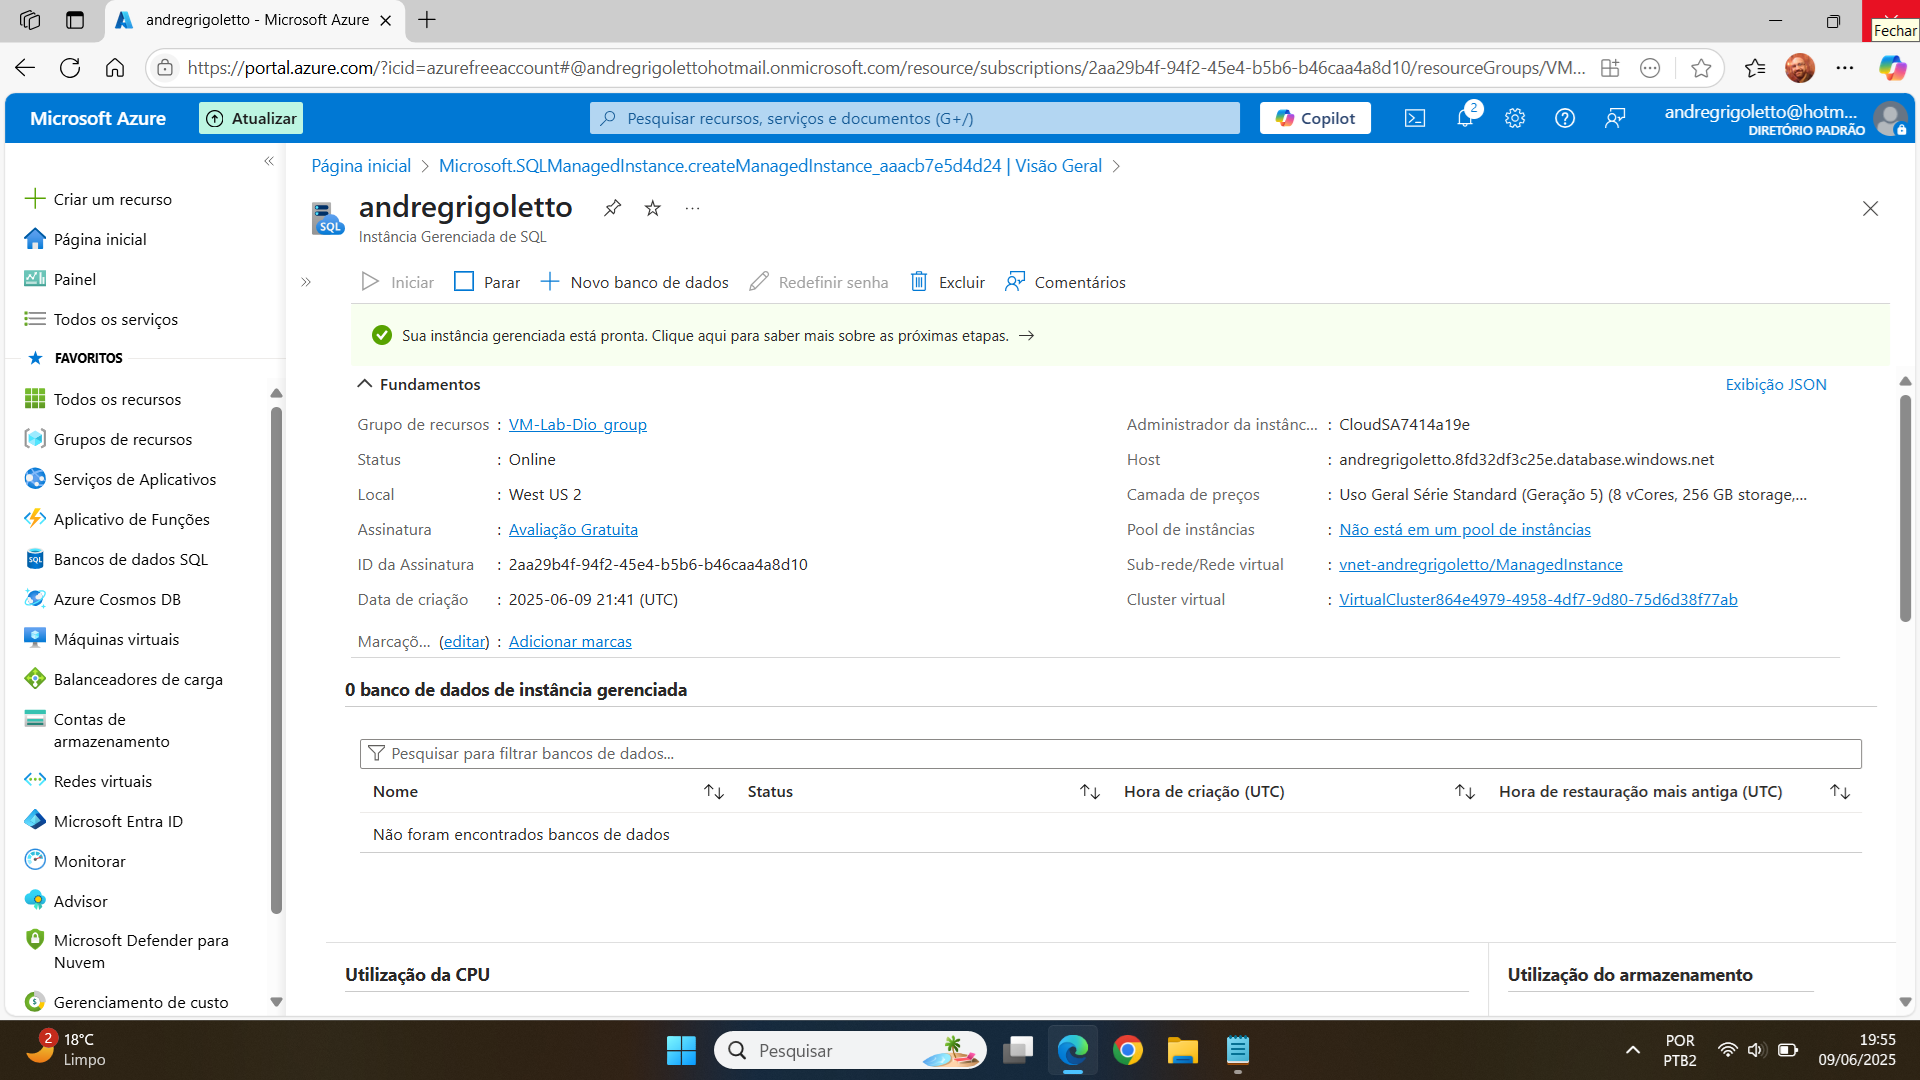 andregrigoletto - Microsoft Azure
Fechar
https://portal.azure.com/?icid=azurefreeaccount#@andregrigolettohotmail.onmicrosoft.com/resource/subscriptions/2aa29b4f-94f2-45e4-b5b6-b46caa4a8d10/resourceGroups/VM...
Microsoft Azure
Atualizar
Pesquisar recursos, serviços e documentos (G+/)
Copilot
2
andregrigoletto@hotm...
DIRETÓRIO PADRÃO
Criar um recurso
Página inicial
Painel
Todos os serviços
FAVORITOS
Todos os recursos
Grupos de recursos
Serviços de Aplicativos
Aplicativo de Funções
Bancos de dados SQL
Azure Cosmos DB
Máquinas virtuais
Balanceadores de carga
Contas de
armazenamento
Redes virtuais
Microsoft Entra ID
Monitorar
Advisor
Microsoft Defender para
Nuvem
Gerenciamento de custo
Página inicial > Microsoft.SQLManagedInstance.createManagedInstance_aaacb7e5d4d24 | Visão Geral >
SQL
andregrigoletto
Instância Gerenciada de SQL
Iniciar Parar Novo banco de dados Redefinir senha Excluir Comentários
Sua instância gerenciada está pronta. Clique aqui para saber mais sobre as próximas etapas.
Fundamentos
Exibição JSON
Grupo de recursos : VM-Lab-Dio_group
Status : Online
Local : West US 2
Assinatura : Avaliação Gratuita
ID da Assinatura : 2aa29b4f-94f2-45e4-b5b6-b46caa4a8d10
Data de criação : 2025-06-09 21:41 (UTC)
Marcaçõ... (editar) : Adicionar marcas
Administrador da instânc... : CloudSA7414a19e
Host : andregrigoletto.8fd32df3c25e.database.windows.net
Camada de preços : Uso Geral Série Standard (Geração 5) (8 vCores, 256 GB storage,...
Pool de instâncias : Não está em um pool de instâncias
Sub-rede/Rede virtual : vnet-andregrigoletto/ManagedInstance
Cluster virtual : VirtualCluster864e4979-4958-4df7-9d80-75d6d38f77ab
0 banco de dados de instância gerenciada
Pesquisar para filtrar bancos de dados...
Nome Status Hora de criação (UTC) Hora de restauração mais antiga (UTC)
Não foram encontrados bancos de dados
Utilização da CPU
Utilização do armazenamento
2
18°C
Limpo
Pesquisar
POR
PTB2
19:55
09/06/2025